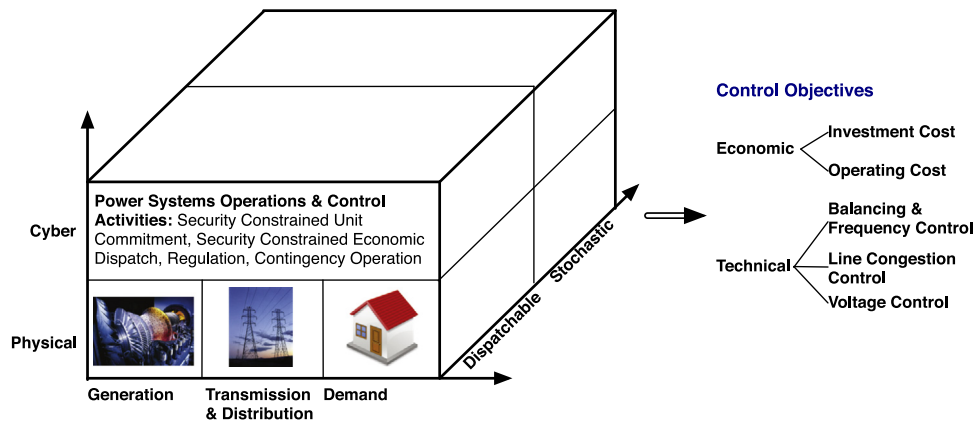 Power Systems Operations & Control
Activities: Security Constrained Unit
Commitment, Security Constrained Economic
Dispatch, Regulation, Contingency Operation
Cyber
Physical
Generation
Transmission
& Distribution
Demand
Dispatchable
Stochastic
Control Objectives
Economic
Investment Cost
Operating Cost
Technical
Balancing &
Frequency Control
Line Congestion
Control
Voltage Control